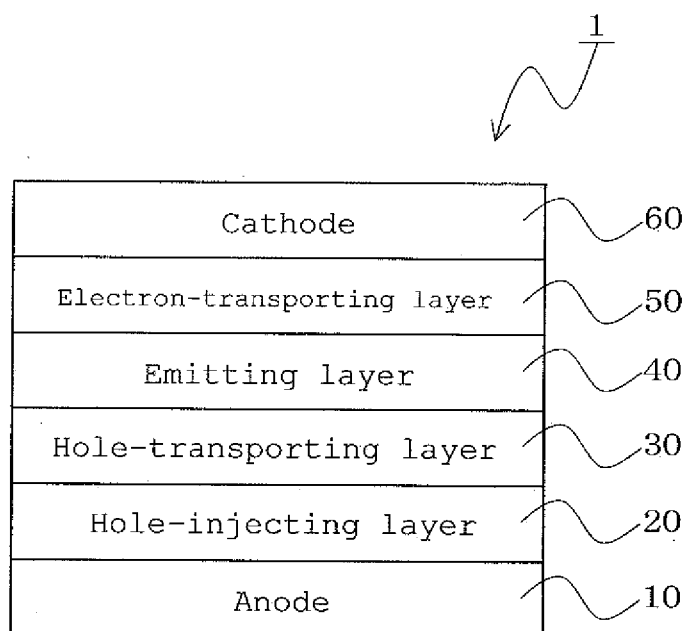 1
Cathode 60
Electron-transporting layer 50
Emitting layer 40
Hole-transporting layer 30
Hole-injecting layer 20
Anode 10